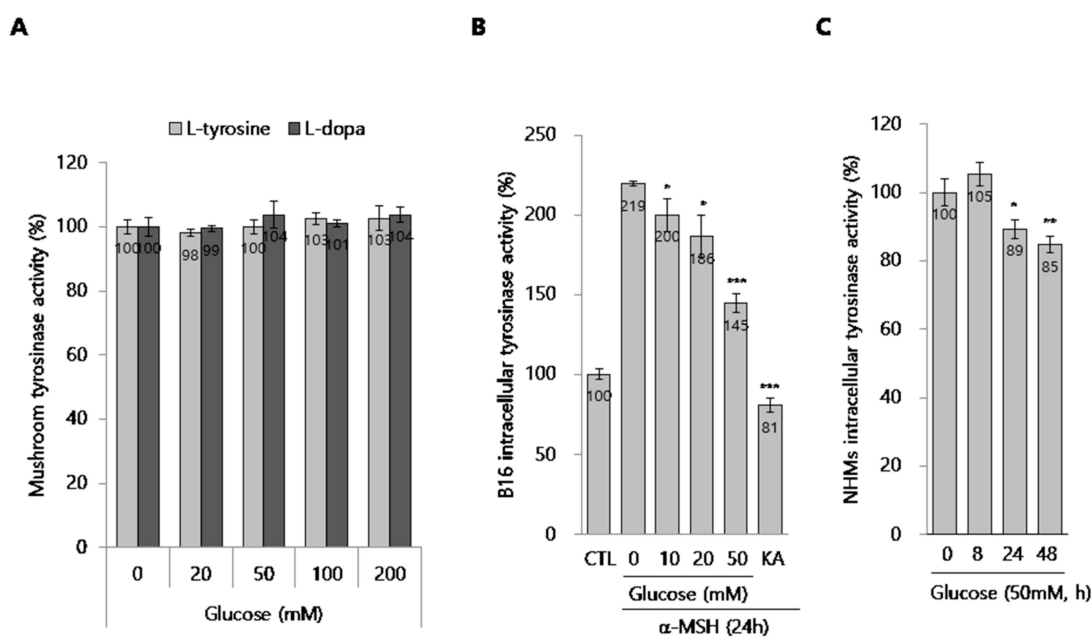 A
L-tyrosine L-dopa
Mushroom tyrosinase activity (%)
120
100
80
60
40
20
0
100 100 98 99 100 104 103 101 103 104
0 20 50 100 200
Glucose (mM)
B
B16 intracellular tyrosinase activity (%)
250
200
150
100
50
0
* * *** ***
100 219 200 186 145 81
CTL 0 10 20 50 KA
Glucose (mM)
α-MSH (24h)
C
NHMs intracellular tyrosinase activity (%)
120
100
80
60
40
20
0
* **
100 105 89 85
0 8 24 48
Glucose (50mM, h)